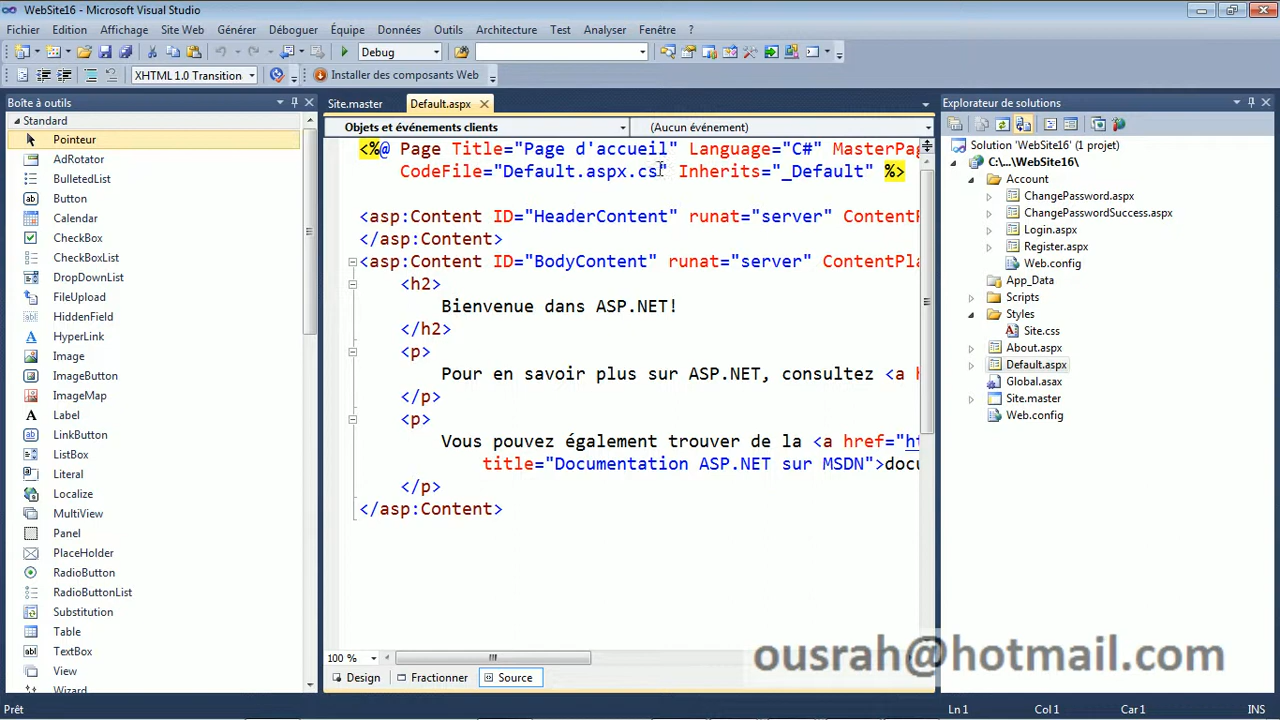 WebSite16 - Microsoft Visual Studio
Fichier Edition Affichage Site Web Générer Déboguer Équipe Données Outils Architecture Test Analyser Fenêtre ?
Debug
XHTML 1.0 Transition Installer des composants Web
Boîte à outils
Standard
Pointeur
AdRotator
BulletedList
Button
Calendar
CheckBox
CheckBoxList
DropDownList
FileUpload
HiddenField
HyperLink
Image
ImageButton
ImageMap
Label
LinkButton
ListBox
Literal
Localize
MultiView
Panel
PlaceHolder
RadioButton
RadioButtonList
Substitution
Table
TextBox
View
Wizard
Site.master Default.aspx
Objets et événements clients (Aucun événement)
<%@ Page Title="Page d'accueil" Language="C#" MasterPag
CodeFile="Default.aspx.cs" Inherits="_Default" %>
<asp:Content ID="HeaderContent" runat="server" ContentP
</asp:Content>
<asp:Content ID="BodyContent" runat="server" ContentPla
<h2>
Bienvenue dans ASP.NET!
</h2>
<p>
Pour en savoir plus sur ASP.NET, consultez <a h
</p>
<p>
Vous pouvez également trouver de la <a href="ht
title="Documentation ASP.NET sur MSDN">docu
</p>
</asp:Content>
100 %
Design Fractionner Source
Explorateur de solutions
Solution 'WebSite16' (1 projet)
C:\...\WebSite16\
Account
ChangePassword.aspx
ChangePasswordSuccess.aspx
Login.aspx
Register.aspx
Web.config
App_Data
Scripts
Styles
Site.css
About.aspx
Default.aspx
Global.asax
Site.master
Web.config
ousrah@hotmail.com
Prêt Ln 1 Col 1 Car 1 INS